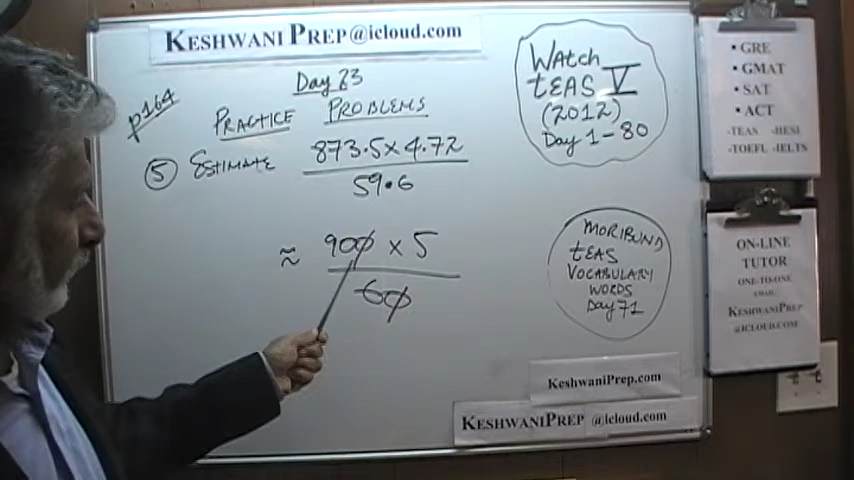 KESHWANI PREP@icloud.com
Day 23
p164
PRACTICE PROBLEMS
5 ESTIMATE 873.5 x 4.72
59.6
≈ 900 x 5
60
WAtch
tEAS V
(2012)
Day 1-80
MORIBUND
tEAS
VOCABULARY
WORDS
Day 71
• GRE
• GMAT
• SAT
• ACT
-TEAS -HESI
-TOEFL -IELTS
ON-LINE
TUTOR
ONE-TO-ONE
EMAIL:
KESHWANIPREP
@ICLOUD.COM
KESHWANIPREP.COM
KESHWANIPREP @icloud.com